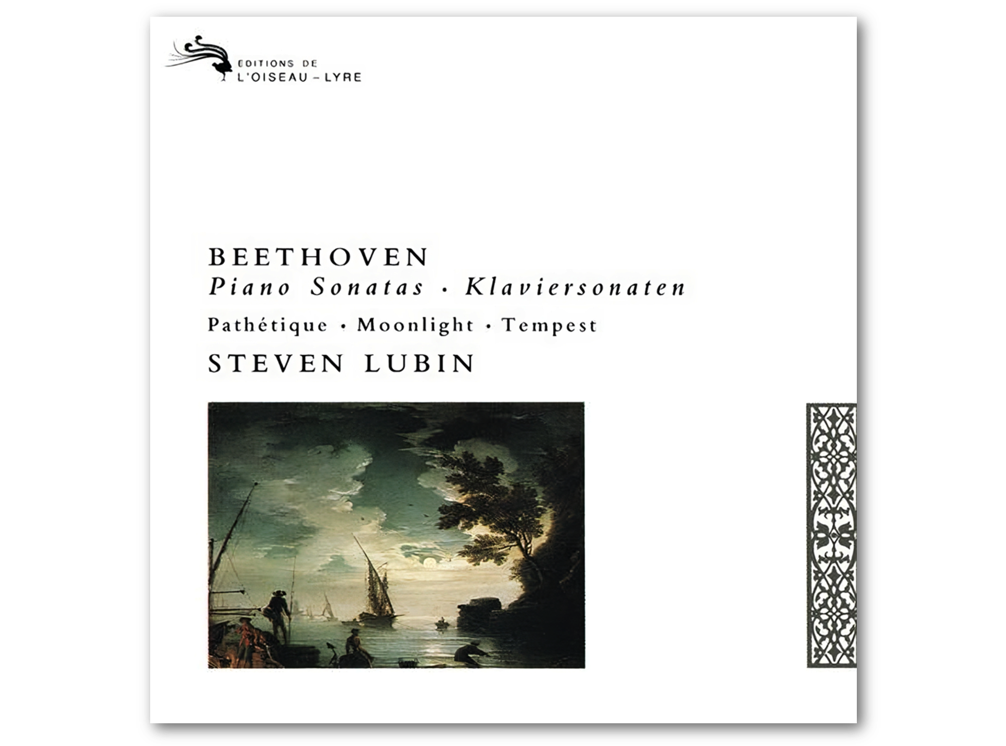 EDITIONS DE
L'OISEAU–LYRE
BEETHOVEN
Piano Sonatas · Klaviersonaten
Pathétique · Moonlight · Tempest
STEVEN LUBIN